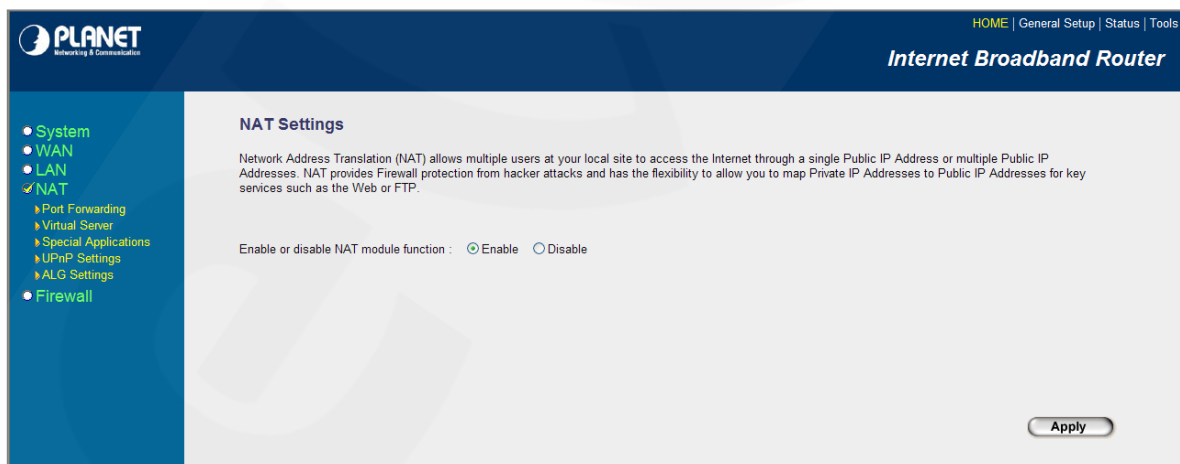 PLANET
Networking & Communication
HOME | General Setup | Status | Tools
Internet Broadband Router
System
WAN
LAN
NAT
Port Forwarding
Virtual Server
Special Applications
UPnP Settings
ALG Settings
Firewall
NAT Settings
Network Address Translation (NAT) allows multiple users at your local site to access the Internet through a single Public IP Address or multiple Public IP
Addresses. NAT provides Firewall protection from hacker attacks and has the flexibility to allow you to map Private IP Addresses to Public IP Addresses for key
services such as the Web or FTP.
Enable or disable NAT module function : Enable Disable
Apply